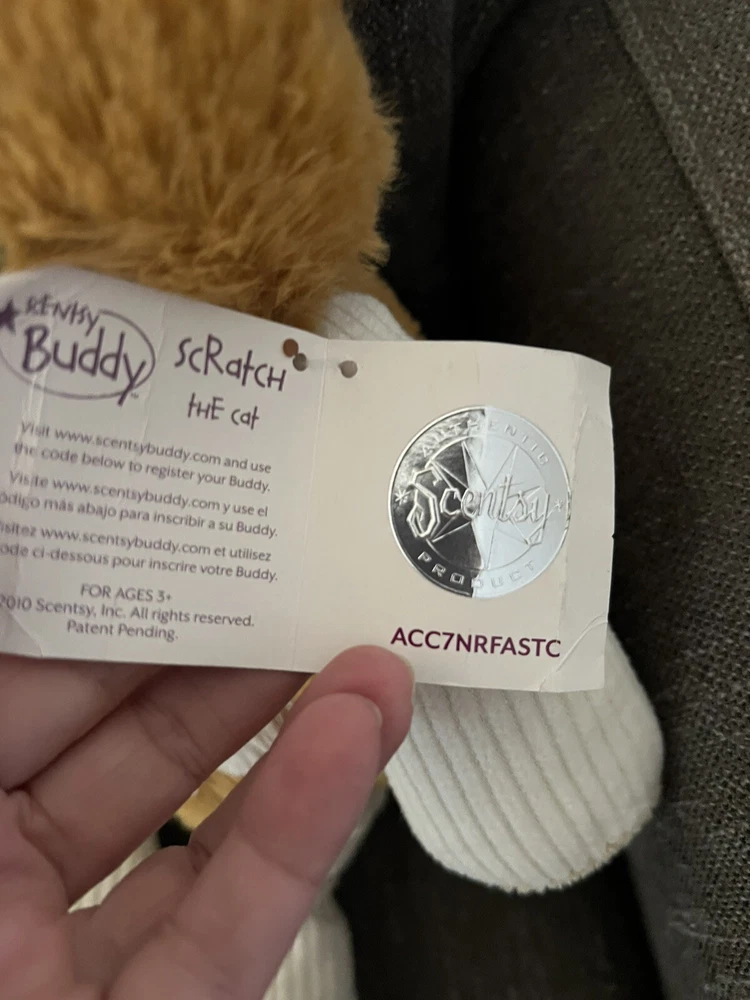 SCENTSY
Buddy™
SCRatCH
tHE Cat
Visit www.scentsybuddy.com and use
the code below to register your Buddy.
Visite www.scentsybuddy.com y use el
ódigo más abajo para inscribir a su Buddy.
isitez www.scentsybuddy.com et utilisez
ode ci-dessous pour inscrire votre Buddy.
FOR AGES 3+
2010 Scentsy, Inc. All rights reserved.
Patent Pending.
AUTHENTIC
Scentsy
PRODUCT
ACC7NRFASTC